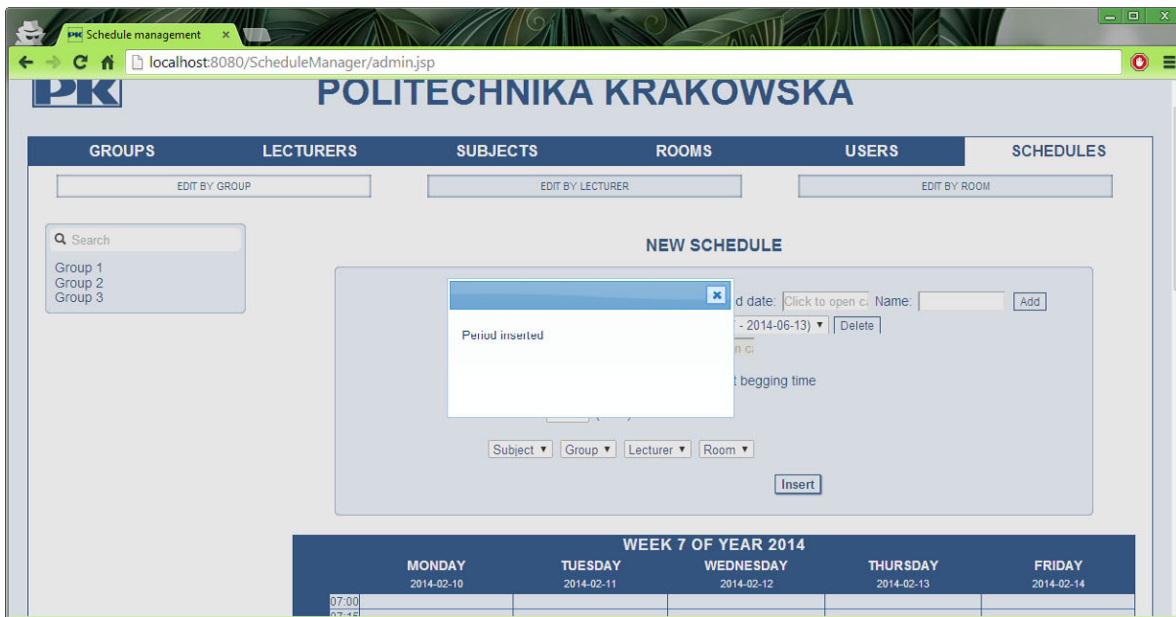 PK Schedule management
localhost:8080/ScheduleManager/admin.jsp
PK POLITECHNIKA KRAKOWSKA
GROUPS LECTURERS SUBJECTS ROOMS USERS SCHEDULES
EDIT BY GROUP EDIT BY LECTURER EDIT BY ROOM
Search
Group 1
Group 2
Group 3
NEW SCHEDULE
d date: Click to open c Name: Add
- 2014-06-13) Delete
Period inserted
t begging time
Subject Group Lecturer Room
Insert
WEEK 7 OF YEAR 2014
MONDAY TUESDAY WEDNESDAY THURSDAY FRIDAY
2014-02-10 2014-02-11 2014-02-12 2014-02-13 2014-02-14
07:00
07:15